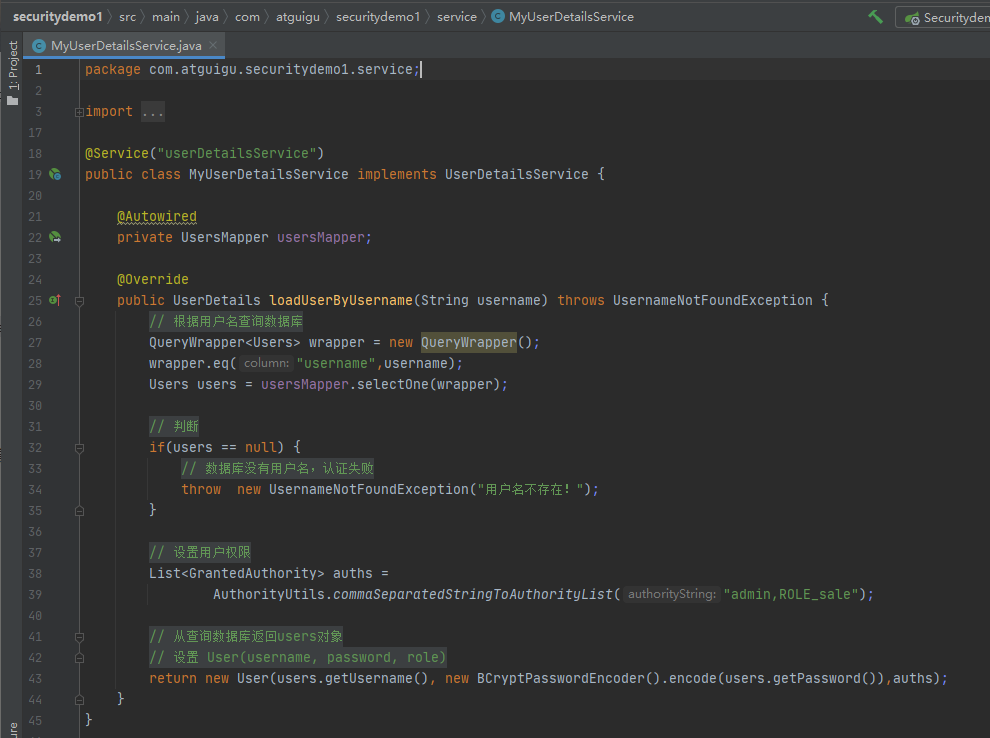 securitydemo1 〉 src 〉 main 〉 java 〉 com 〉 atguigu 〉 securitydemo1 〉 service 〉 C MyUserDetailsService
Securitydem
1: Project
C MyUserDetailsService.java ×
1 package com.atguigu.securitydemo1.service;
2
3 import ...
17
18 @Service("userDetailsService")
19 public class MyUserDetailsService implements UserDetailsService {
20
21 @Autowired
22 private UsersMapper usersMapper;
23
24 @Override
25 public UserDetails loadUserByUsername(String username) throws UsernameNotFoundException {
26 // 根据用户名查询数据库
27 QueryWrapper<Users> wrapper = new QueryWrapper();
28 wrapper.eq( column: "username",username);
29 Users users = usersMapper.selectOne(wrapper);
30
31 // 判断
32 if(users == null) {
33 // 数据库没有用户名，认证失败
34 throw  new UsernameNotFoundException("用户名不存在！");
35 }
36
37 // 设置用户权限
38 List<GrantedAuthority> auths =
39 AuthorityUtils.commaSeparatedStringToAuthorityList( authorityString: "admin,ROLE_sale");
40
41 // 从查询数据库返回users对象
42 // 设置 User(username, password, role)
43 return new User(users.getUsername(), new BCryptPasswordEncoder().encode(users.getPassword()),auths);
44 }
45 }
ure